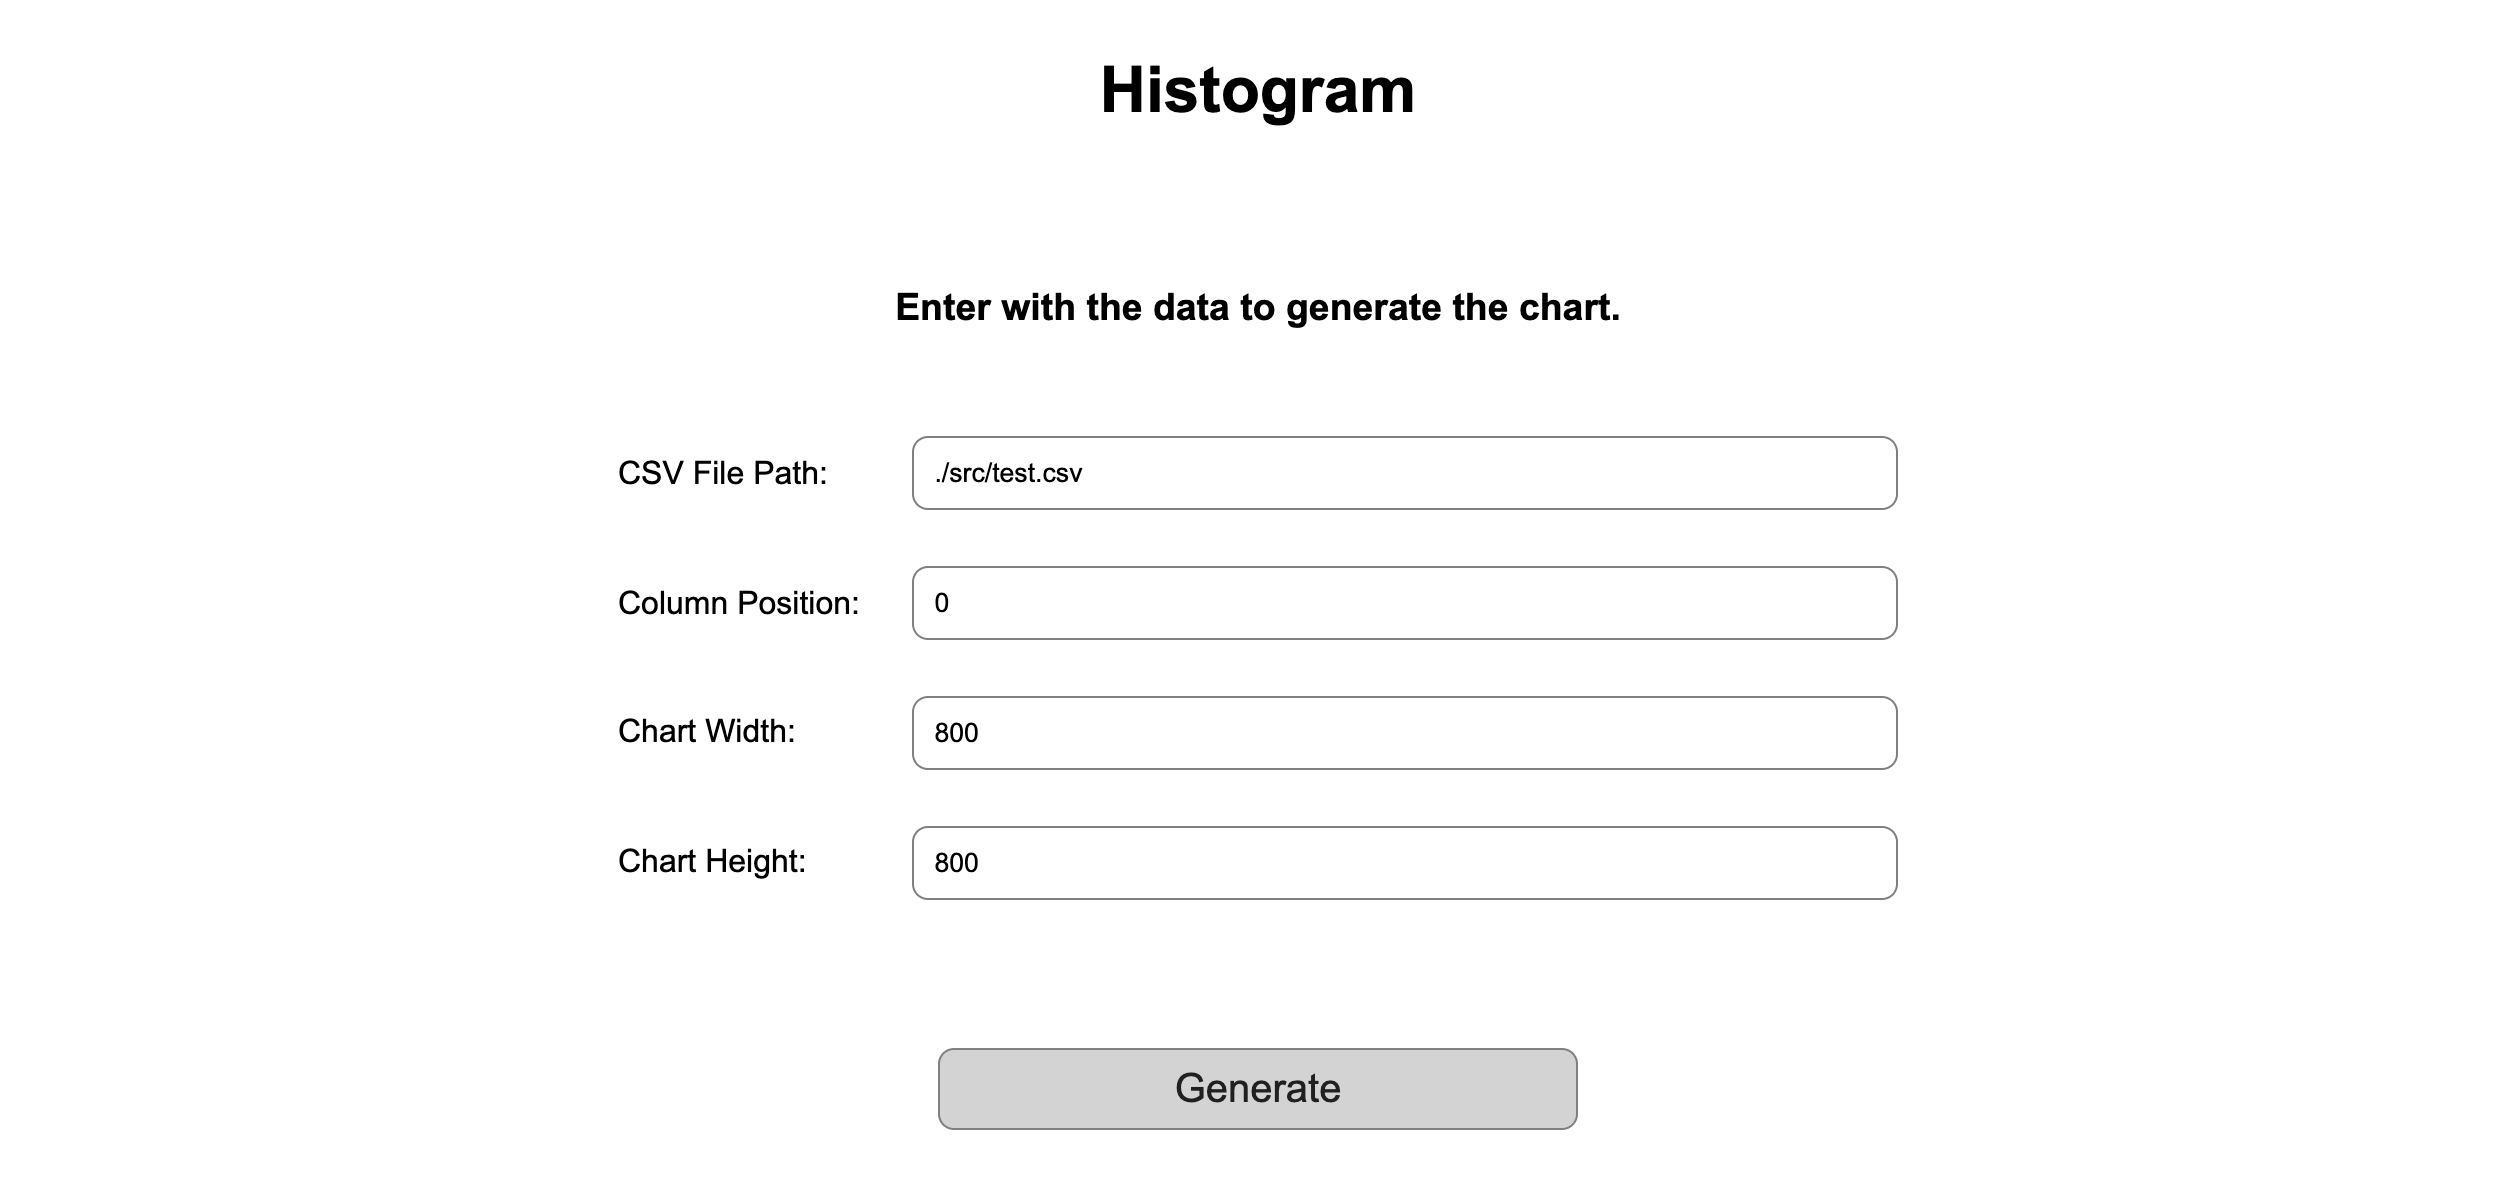 Histogram
Enter with the data to generate the chart.
CSV File Path: ./src/test.csv
Column Position: 0
Chart Width: 800
Chart Height: 800
Generate